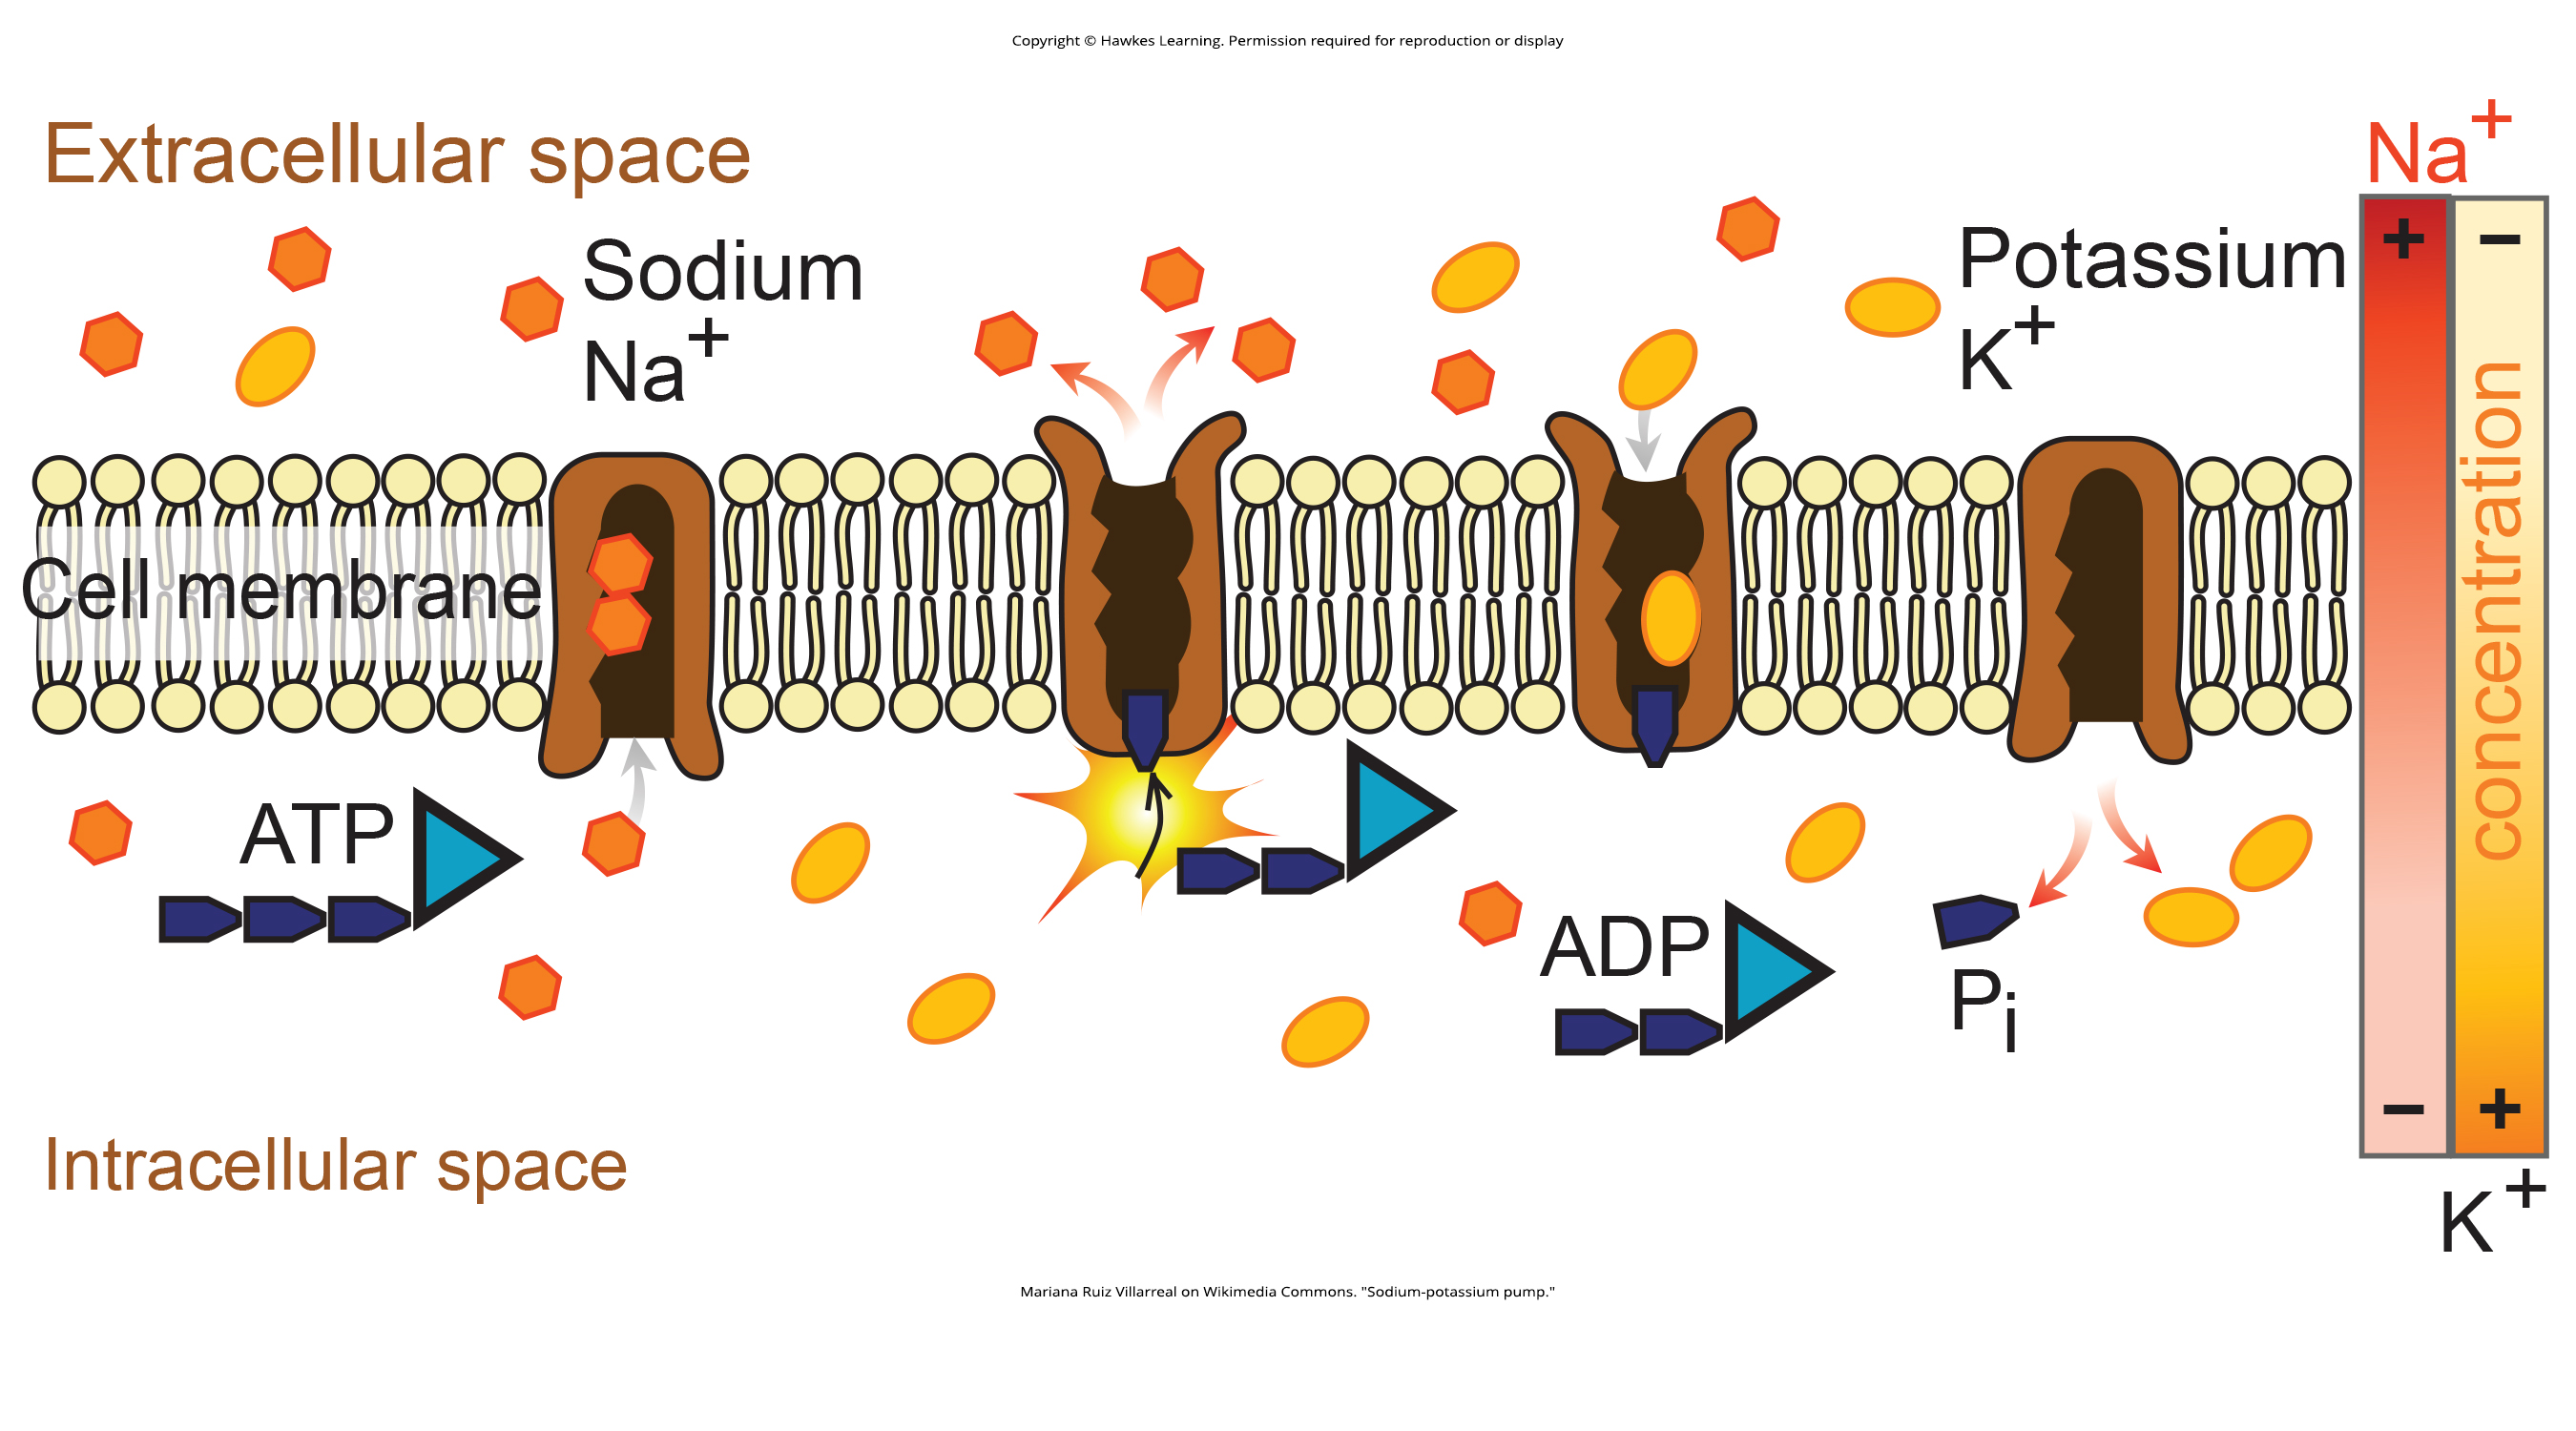 Copyright © Hawkes Learning. Permission required for reproduction or display
Extracellular space
Sodium
Na+
Potassium
K+
Na+
+
–
concentration
Cell membrane
ATP
ADP
Pi
–
+
K+
Intracellular space
Mariana Ruiz Villarreal on Wikimedia Commons. "Sodium-potassium pump."